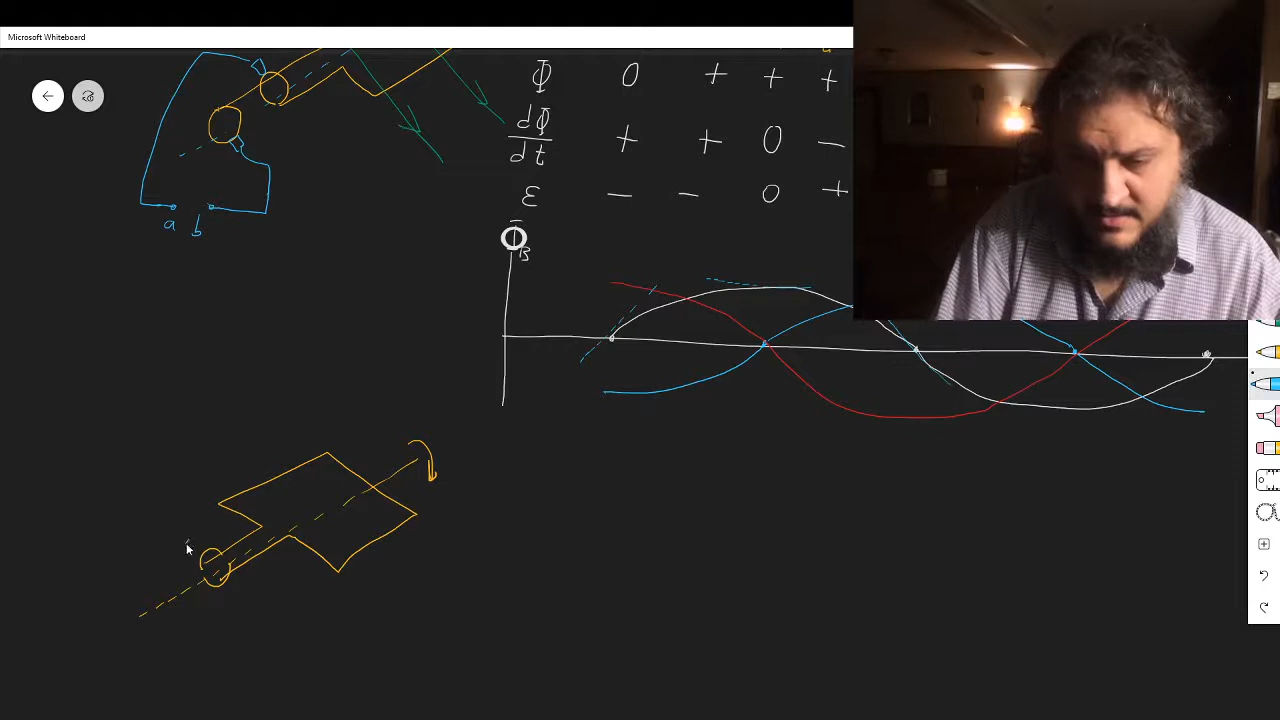 Microsoft Whiteboard
Φ 0 + + +
dΦ/dt + + 0 −
ε − − 0 +
Φ_B
a b